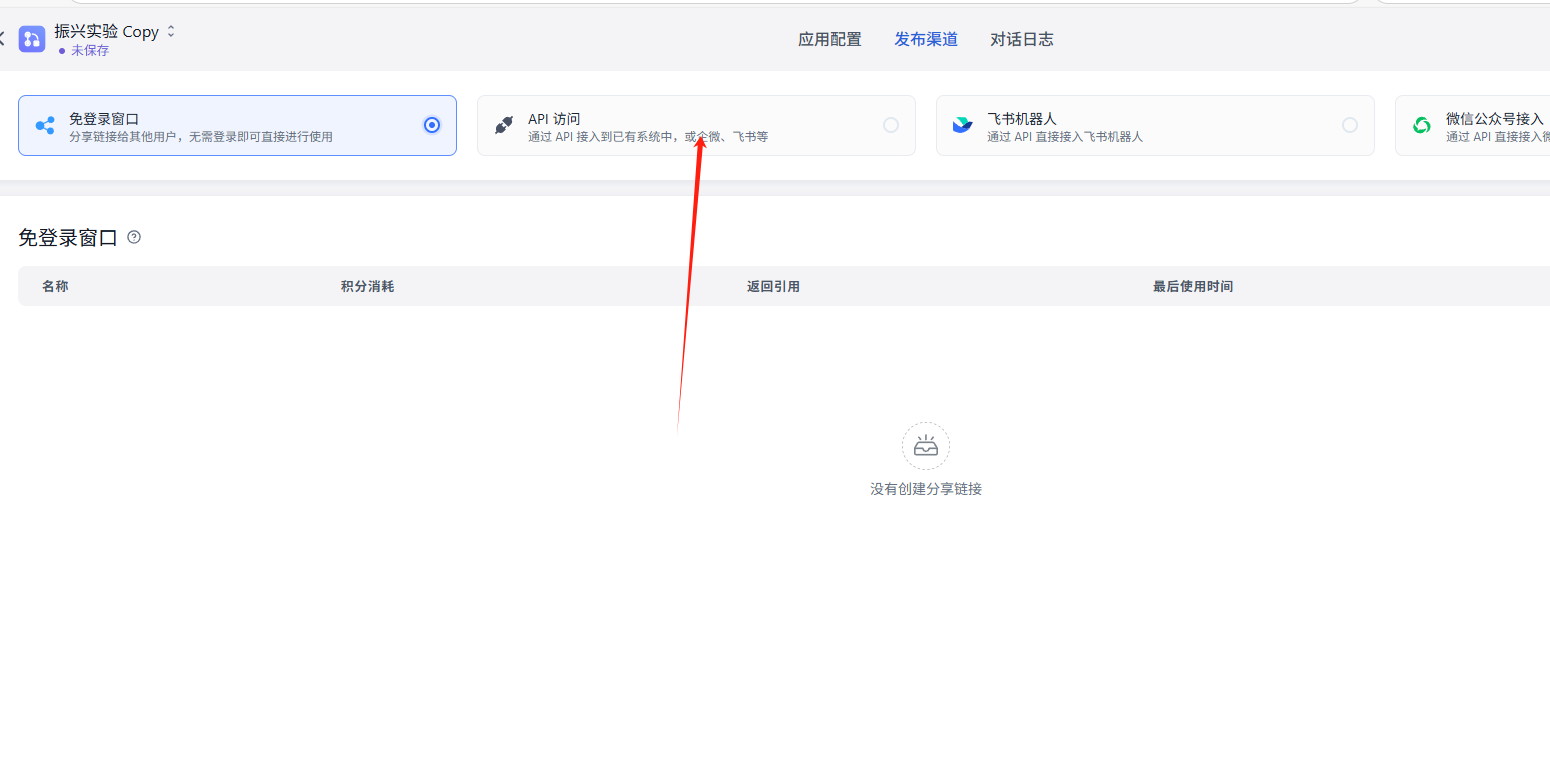 振兴实验 Copy
未保存
应用配置
发布渠道
对话日志
免登录窗口
分享链接给其他用户，无需登录即可直接进行使用
API 访问
通过 API 接入到已有系统中，或企微、飞书等
飞书机器人
通过 API 直接接入飞书机器人
微信公众号接入
通过 API 直接接入
免登录窗口
名称
积分消耗
返回引用
最后使用时间
没有创建分享链接